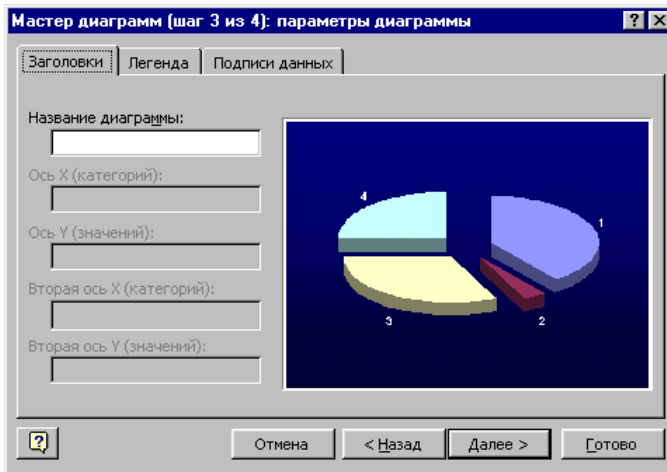 Мастер диаграмм (шаг 3 из 4): параметры диаграммы
Заголовки Легенда Подписи данных
Название диаграммы:
Ось X (категорий):
Ось Y (значений):
Вторая ось X (категорий):
Вторая ось Y (значений):
4
1
3
2
Отмена < Назад Далее > Готово